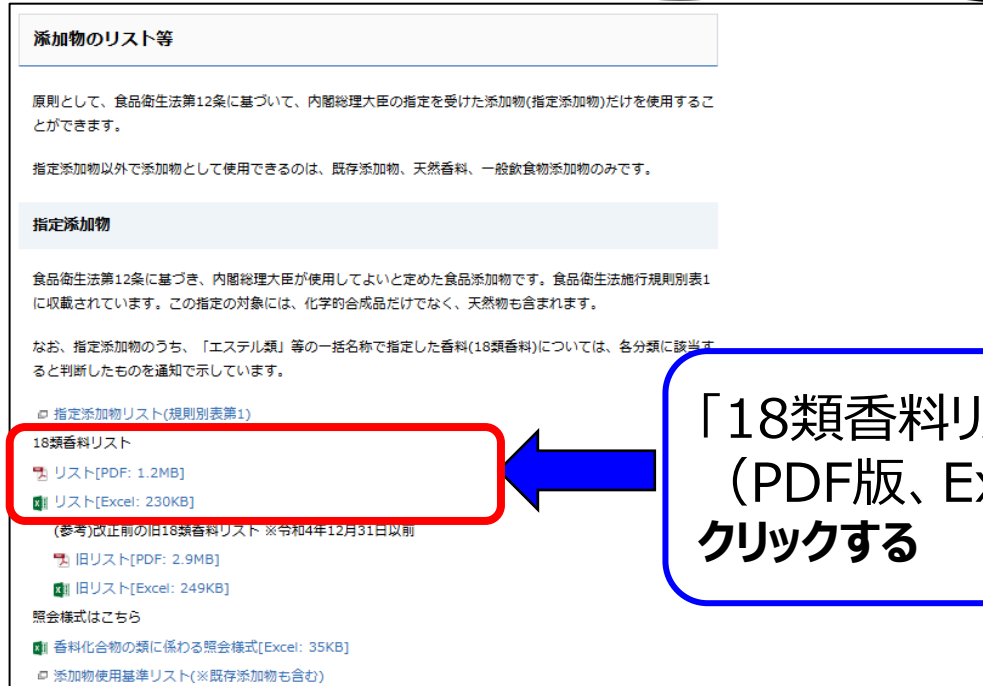 添加物のリスト等
原則として、食品衛生法第12条に基づいて、内閣総理大臣の指定を受けた添加物(指定添加物)だけを使用するこ
とができます。
指定添加物以外で添加物として使用できるのは、既存添加物、天然香料、一般飲食物添加物のみです。
指定添加物
食品衛生法第12条に基づき、内閣総理大臣が使用してよいと定めた食品添加物です。食品衛生法施行規則別表1
に収載されています。この指定の対象には、化学的合成品だけでなく、天然物も含まれます。
なお、指定添加物のうち、「エステル類」等の一括名称で指定した香料(18類香料)については、各分類に該当す
ると判断したものを通知で示しています。
指定添加物リスト(規則別表第1)
18類香料リスト
リスト[PDF: 1.2MB]
リスト[Excel: 230KB]
(参考)改正前の旧18類香料リスト ※令和4年12月31日以前
旧リスト[PDF: 2.9MB]
旧リスト[Excel: 249KB]
照会様式はこちら
香料化合物の類に係わる照会様式[Excel: 35KB]
添加物使用基準リスト(※既存添加物も含む)
「18類香料リ
(PDF版、Ex
クリックする